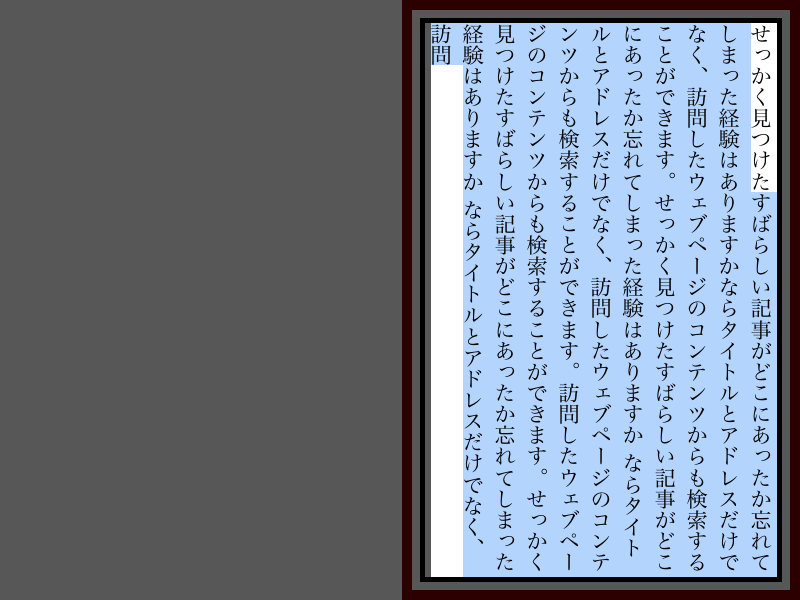 せっかく見つけたすばらしい記事がどこにあったか忘れて
しまった経験はありますかならタイトルとアドレスだけで
なく、訪問したウェブページのコンテンツからも検索する
ことができます。せっかく見つけたすばらしい記事がどこ
にあったか忘れてしまった経験はありますか ならタイト
ルとアドレスだけでなく、訪問したウェブページのコンテ
ンツからも検索することができます。訪問したウェブペー
ジのコンテンツからも検索することができます。せっかく
見つけたすばらしい記事がどこにあったか忘れてしまった
経験はありますか ならタイトルとアドレスだけでなく、
訪問